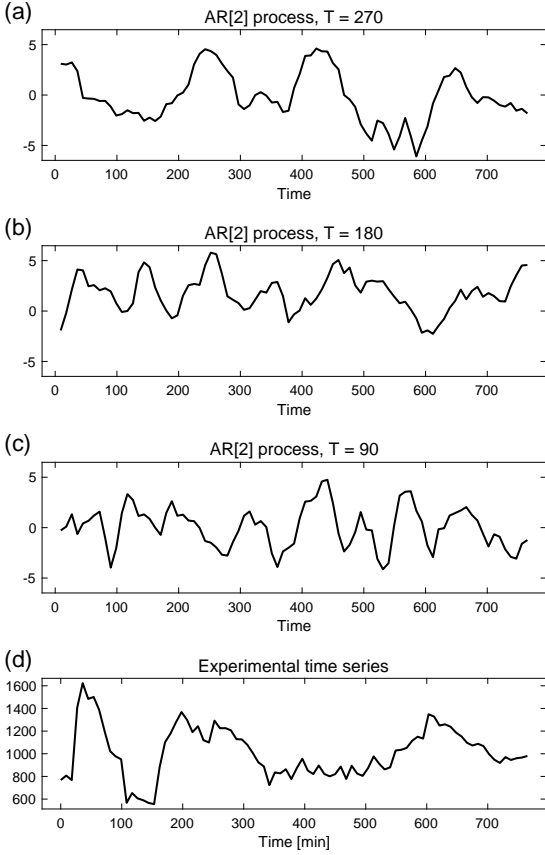 (a)
AR[2] process, T = 270
5
0
-5
0 100 200 300 400 500 600 700
Time
(b)
AR[2] process, T = 180
5
0
-5
0 100 200 300 400 500 600 700
Time
(c)
AR[2] process, T = 90
5
0
-5
0 100 200 300 400 500 600 700
Time
(d)
Experimental time series
1600
1400
1200
1000
800
600
0 100 200 300 400 500 600 700
Time [min]